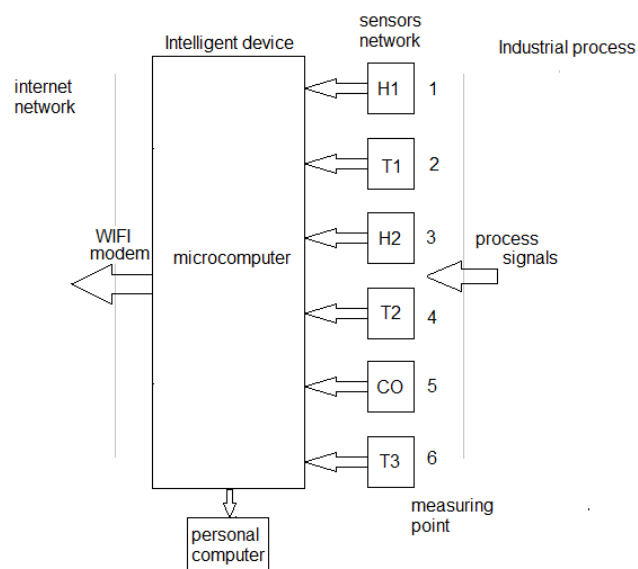 sensors
network
Intelligent device
Industrial process
internet
network
H1 1
T1 2
H2 3
WIFI
modem
microcomputer
process
signals
T2 4
CO 5
T3 6
measuring
point
personal
computer